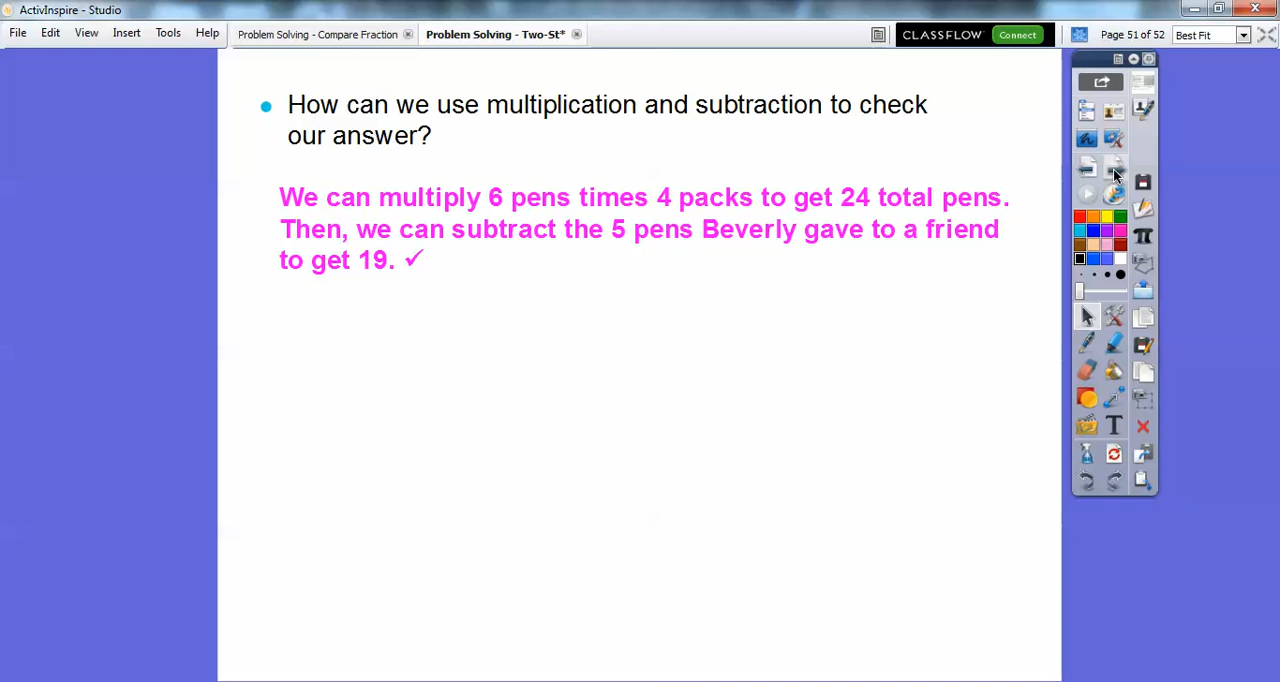 ActivInspire - Studio
File Edit View Insert Tools Help
Problem Solving - Compare Fraction
Problem Solving - Two-St*
CLASSFLOW Connect
Page 51 of 52
Best Fit
How can we use multiplication and subtraction to check
our answer?
We can multiply 6 pens times 4 packs to get 24 total pens.
Then, we can subtract the 5 pens Beverly gave to a friend
to get 19. ✓